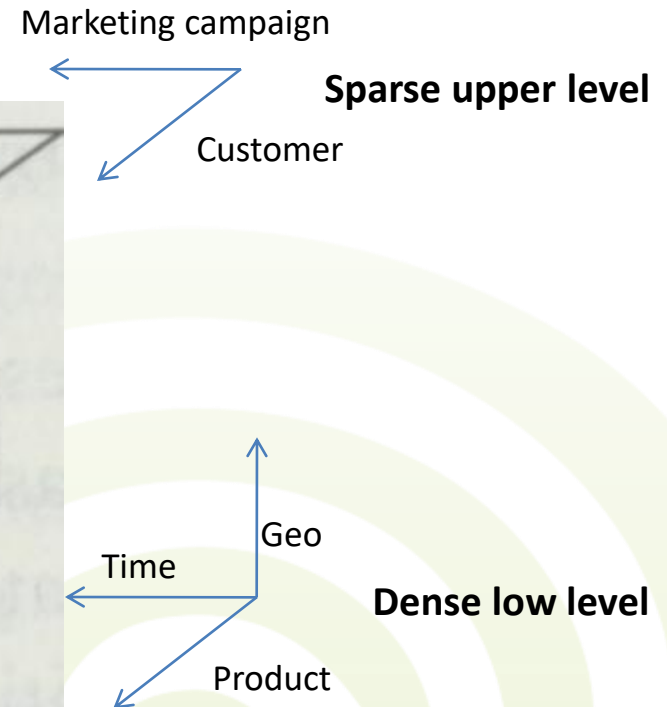 Marketing campaign
Sparse upper level
Customer
Geo
Time
Dense low level
Product